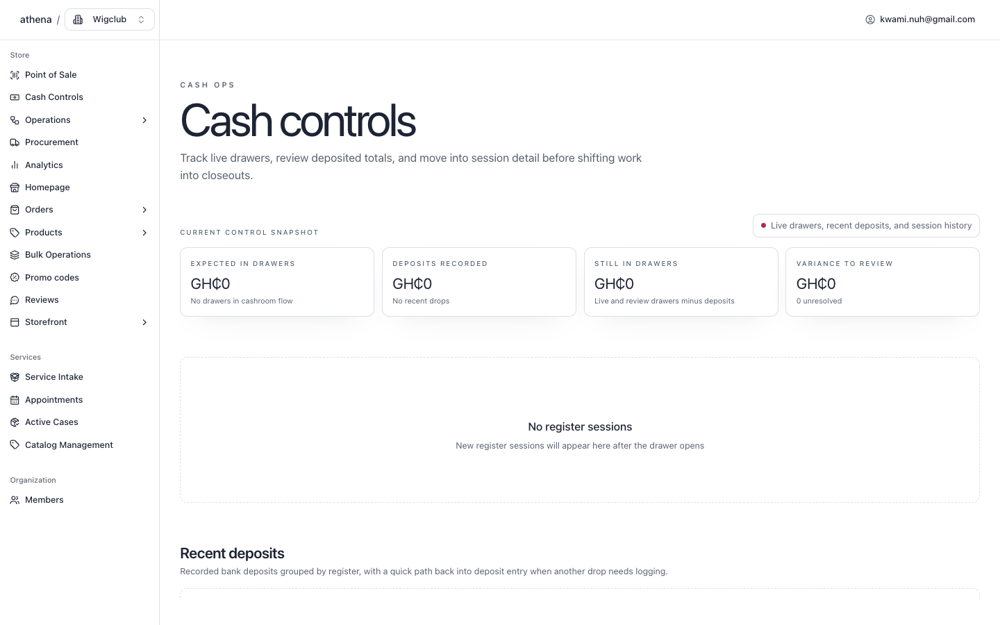 athena / Wigclub
kwami.nuh@gmail.com
Store
Point of Sale
Cash Controls
Operations
Procurement
Analytics
Homepage
Orders
Products
Bulk Operations
Promo codes
Reviews
Storefront
Services
Service Intake
Appointments
Active Cases
Catalog Management
Organization
Members
CASH OPS
Cash controls
Track live drawers, review deposited totals, and move into session detail before shifting work
into closeouts.
CURRENT CONTROL SNAPSHOT
Live drawers, recent deposits, and session history
EXPECTED IN DRAWERS
GH₵0
No drawers in cashroom flow
DEPOSITS RECORDED
GH₵0
No recent drops
STILL IN DRAWERS
GH₵0
Live and review drawers minus deposits
VARIANCE TO REVIEW
GH₵0
0 unresolved
No register sessions
New register sessions will appear here after the drawer opens
Recent deposits
Recorded bank deposits grouped by register, with a quick path back into deposit entry when another drop needs logging.